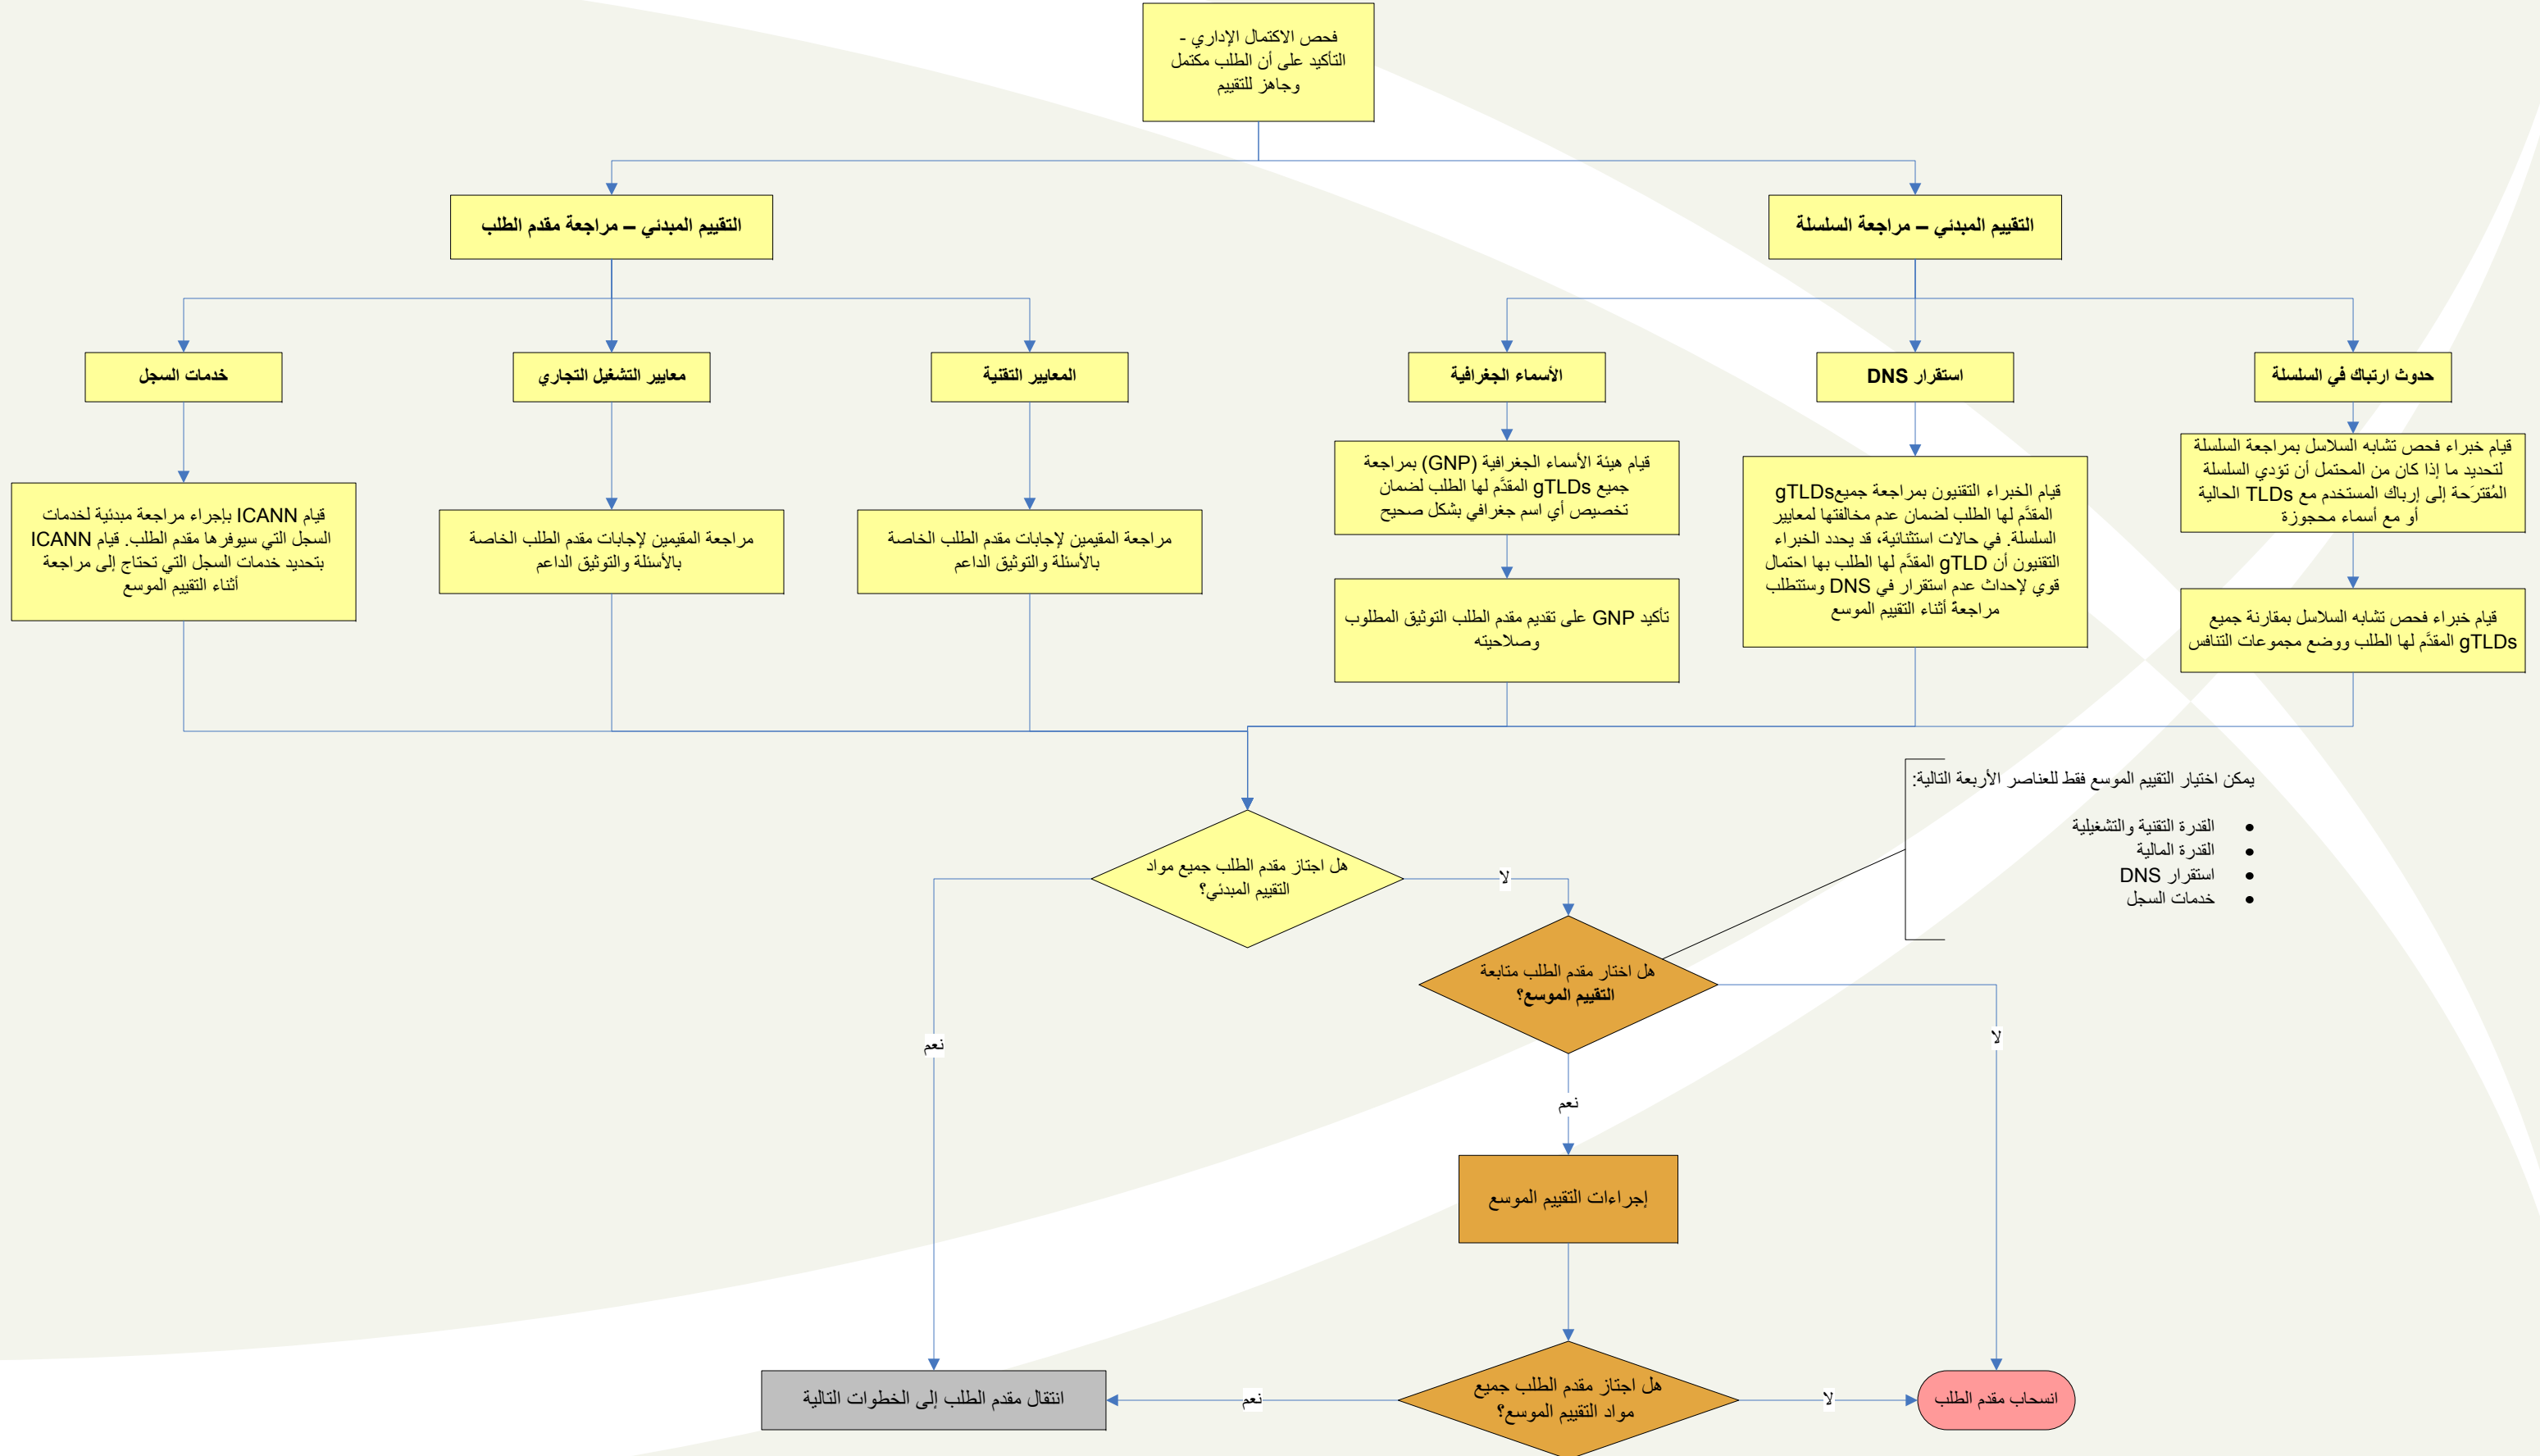 فحص الاكتمال الإداري -
التأكيد على أن الطلب مكتمل
وجاهز للتقييم
التقييم المبدئي – مراجعة السلسلة
التقييم المبدئي – مراجعة مقدم الطلب
حدوث ارتباك في السلسلة
استقرار DNS
الأسماء الجغرافية
المعايير التقنية
معايير التشغيل التجاري
خدمات السجل
قيام خبراء فحص تشابه السلاسل بمراجعة السلسلة
لتحديد ما إذا كان من المحتمل أن تؤدي السلسلة
المُقترَحة إلى إرباك المستخدم مع TLDs الحالية
أو مع أسماء محجوزة
قيام خبراء فحص تشابه السلاسل بمقارنة جميع
gTLDs المقدَّم لها الطلب ووضع مجموعات التنافس
قيام الخبراء التقنيون بمراجعة جميعgTLDs
المقدَّم لها الطلب لضمان عدم مخالفتها لمعايير
السلسلة. في حالات استثنائية، قد يحدد الخبراء
التقنيون أن gTLD المقدَّم لها الطلب بها احتمال
قوي لإحداث عدم استقرار في DNS وستتطلب
مراجعةً أثناء التقييم الموسع
قيام هيئة الأسماء الجغرافية (GNP) بمراجعة
جميع gTLDs المقدَّم لها الطلب لضمان
تخصيص أي اسم جغرافي بشكل صحيح
تأكيد GNP على تقديم مقدم الطلب التوثيق المطلوب
وصلاحيته
مراجعة المقيمين لإجابات مقدم الطلب الخاصة
بالأسئلة والتوثيق الداعم
مراجعة المقيمين لإجابات مقدم الطلب الخاصة
بالأسئلة والتوثيق الداعم
قيام ICANN بإجراء مراجعة مبدئية لخدمات
السجل التي سيوفرها مقدم الطلب. قيام ICANN
بتحديد خدمات السجل التي تحتاج إلى مراجعة
أثناء التقييم الموسع
يمكن اختيار التقييم الموسع فقط للعناصر الأربعة التالية:
● القدرة التقنية والتشغيلية
● القدرة المالية
● استقرار DNS
● خدمات السجل
هل اجتاز مقدم الطلب جميع مواد
التقييم المبدئي؟
لا
هل اختار مقدم الطلب متابعة
التقييم الموسع؟
لا
نعم
نعم
إجراءات التقييم الموسع
هل اجتاز مقدم الطلب جميع
مواد التقييم الموسع؟
لا
انسحاب مقدم الطلب
نعم
انتقال مقدم الطلب إلى الخطوات التالية